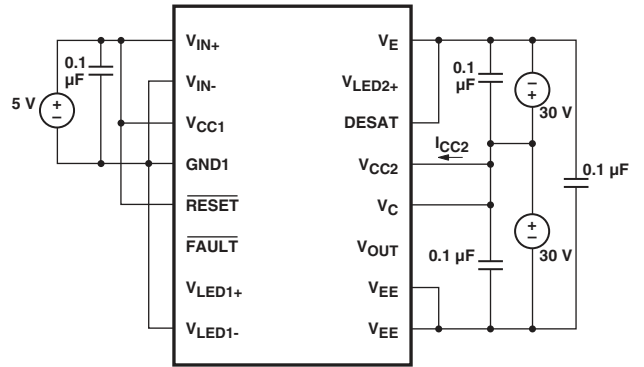 V_IN+
V_IN-
V_CC1
GND1
RESET
FAULT
V_LED1+
V_LED1-
V_E
V_LED2+
DESAT
V_CC2
V_C
V_OUT
V_EE
V_EE
5 V
+
−
0.1
µF
I_CC2
0.1
µF
−
+
30 V
0.1 µF
+
−
30 V
0.1 µF